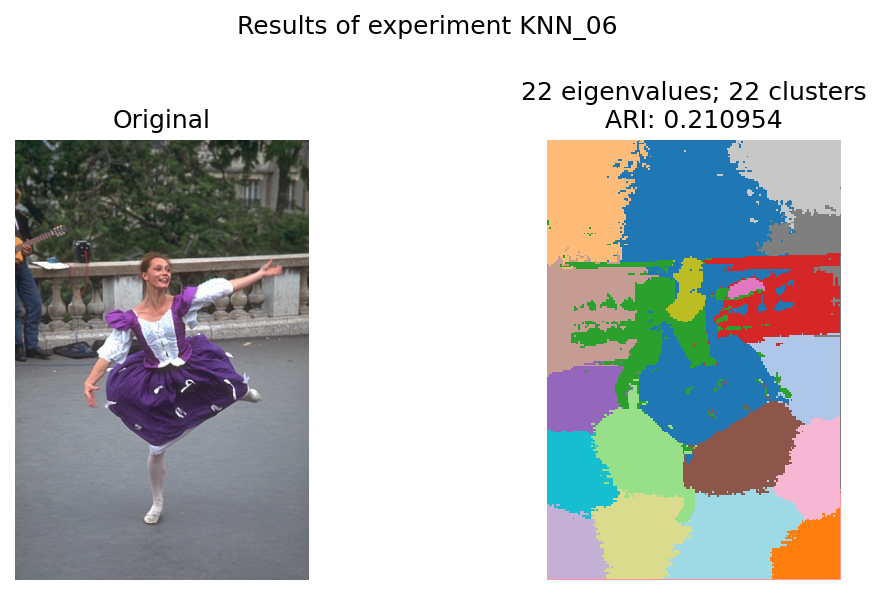 Results of experiment KNN_06
Original
22 eigenvalues; 22 clusters
ARI: 0.210954